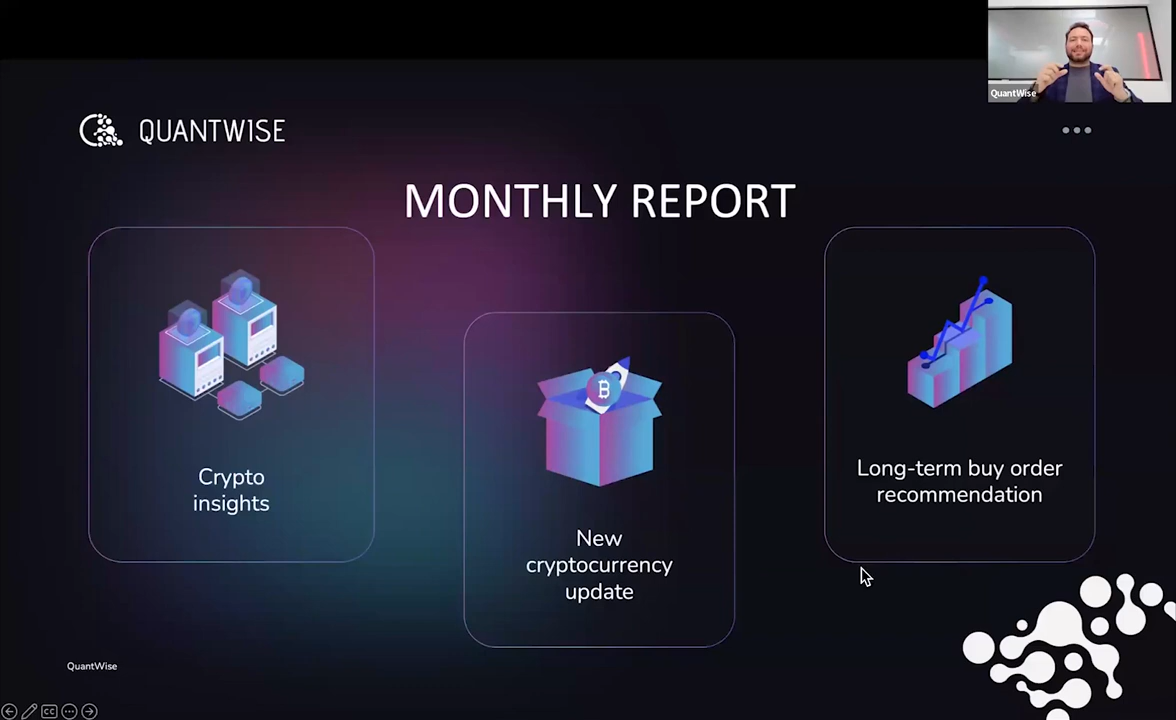 QuantWise
QUANTWISE
MONTHLY REPORT
Crypto
insights
New
cryptocurrency
update
Long-term buy order
recommendation
QuantWise